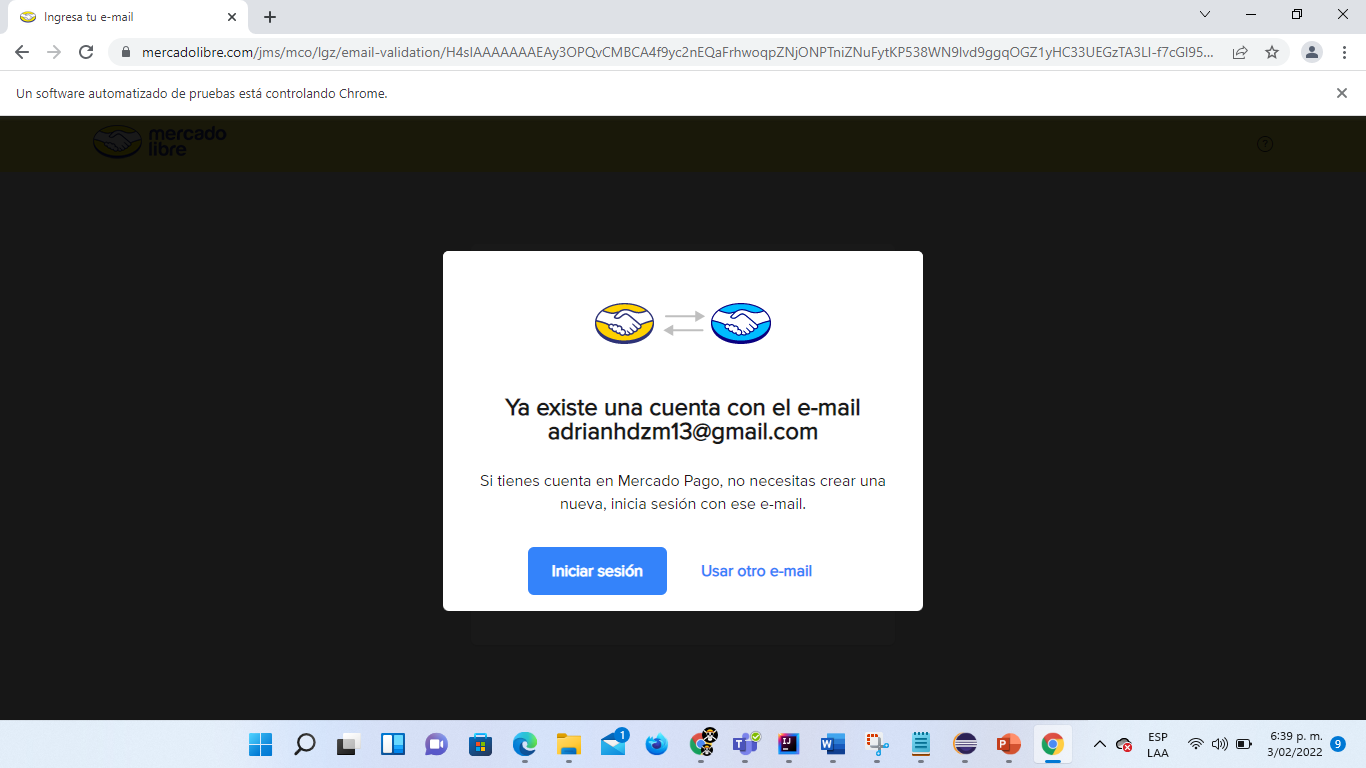 Ingresa tu e-mail
mercadolibre.com/jms/mco/lgz/email-validation/H4sIAAAAAAAEAy3OPQvCMBCA4f9yc2nEQaFrhwoqpZNjONPTniZNuFytKP538WN9Ivd9ggqOGZ1yHC33UEGzTA3LI-f7cGl95...
Un software automatizado de pruebas está controlando Chrome.
mercado
libre
?
Ya existe una cuenta con el e-mail
adrianhdzm13@gmail.com
Si tienes cuenta en Mercado Pago, no necesitas crear una
nueva, inicia sesión con ese e-mail.
Iniciar sesión
Usar otro e-mail
1
ESP
LAA
6:39 p. m.
3/02/2022
9